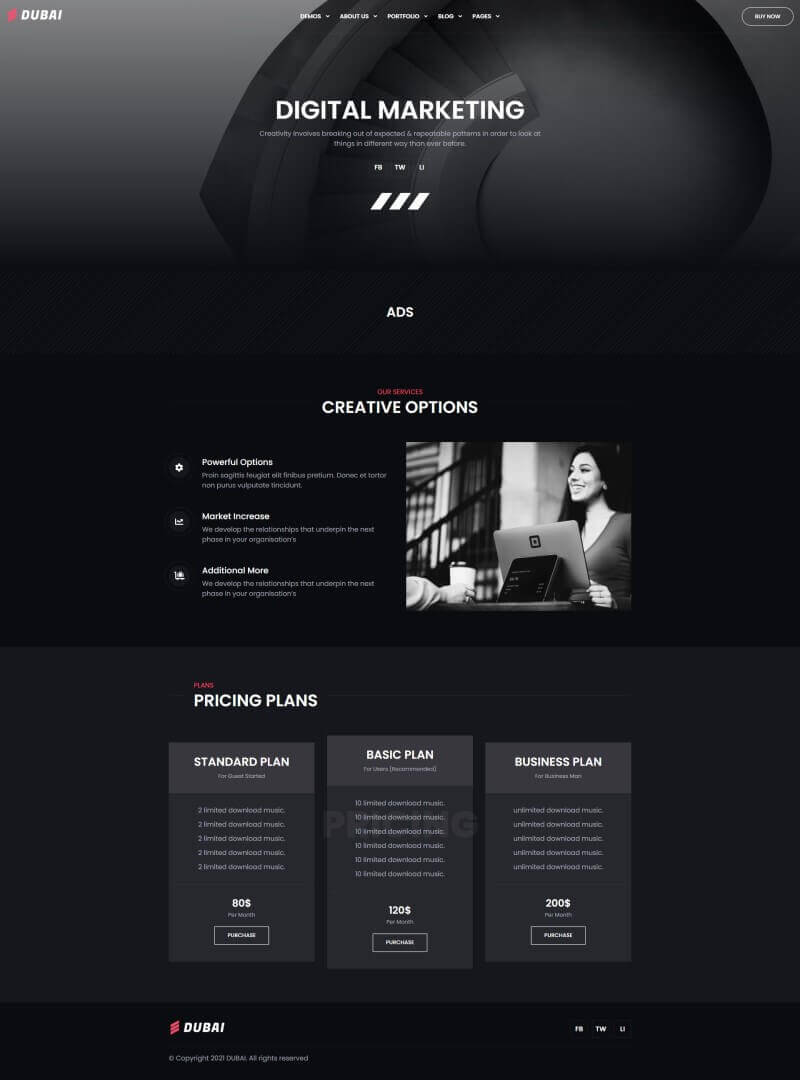 DUBAI
DEMOS ABOUT US PORTFOLIO BLOG PAGES
BUY NOW
DIGITAL MARKETING
Creativity involves breaking out of expected & repeatable patterns in order to look at
things in different way than ever before.
FB TW LI
ADS
OUR SERVICES
CREATIVE OPTIONS
Powerful Options
Proin sagittis feugiat elit finibus pretium. Donec et tortor
non purus vulputate tincidunt.
Market Increase
We develop the relationships that underpin the next
phase in your organisation's
Additional More
We develop the relationships that underpin the next
phase in your organisation's
PLANS
PRICING PLANS
PRICING
STANDARD PLAN
For Guest Started
2 limited download music.
2 limited download music.
2 limited download music.
2 limited download music.
2 limited download music.
80$
Per Month
PURCHASE
BASIC PLAN
For Users (Recommended)
10 limited download music.
10 limited download music.
10 limited download music.
10 limited download music.
10 limited download music.
10 limited download music.
120$
Per Month
PURCHASE
BUSINESS PLAN
For Business Man
unlimited download music.
unlimited download music.
unlimited download music.
unlimited download music.
unlimited download music.
200$
Per Month
PURCHASE
DUBAI
FB TW LI
© Copyright 2021 DUBAI. All rights reserved